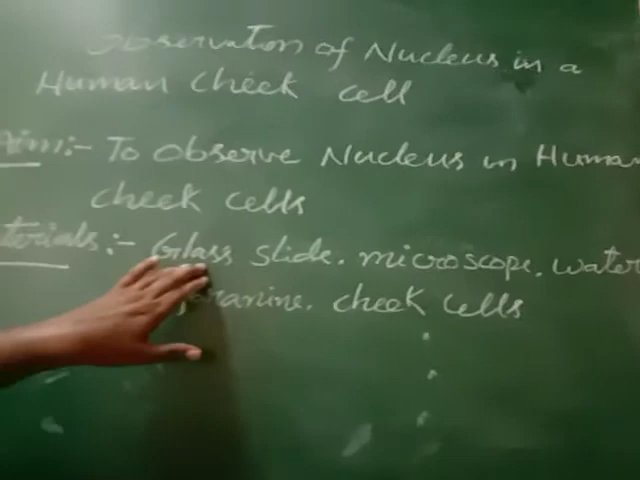 Observation of Nucleus in a
Human cheek cell
Aim:- To observe Nucleus in Human
cheek cells
terials:- Glass slide. microscope. water
cheek cells